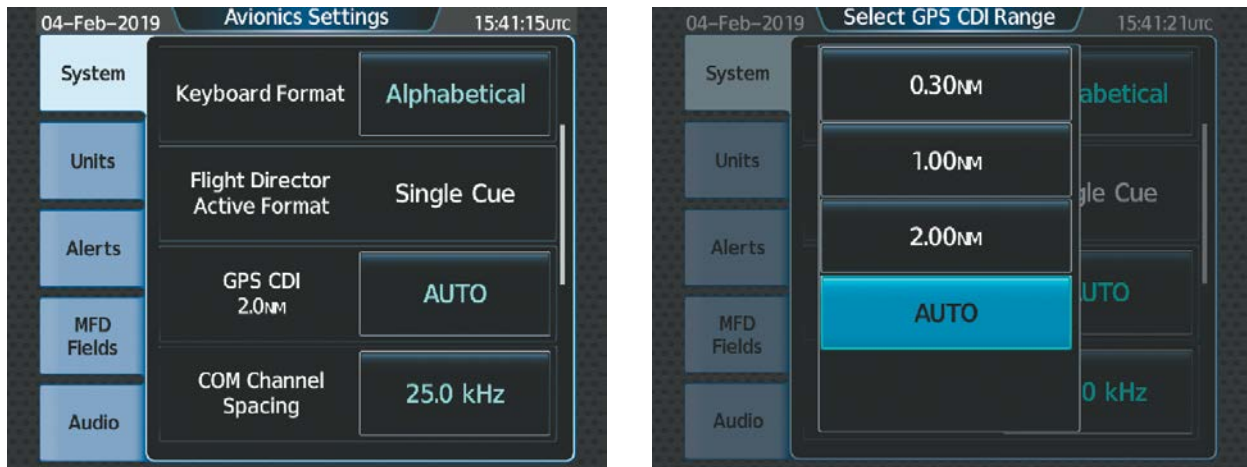 04-Feb-2019 Avionics Settings 15:41:15UTC
System
Keyboard Format Alphabetical
Units
Flight Director
Active Format
Single Cue
Alerts
GPS CDI
2.0NM
AUTO
MFD
Fields
COM Channel
Spacing
25.0 kHz
Audio
04-Feb-2019 Select GPS CDI Range 15:41:21UTC
System
0.30NM
abetical
Units
1.00NM
gle Cue
Alerts
2.00NM
AUTO
UTO
MFD
Fields
0 kHz
Audio